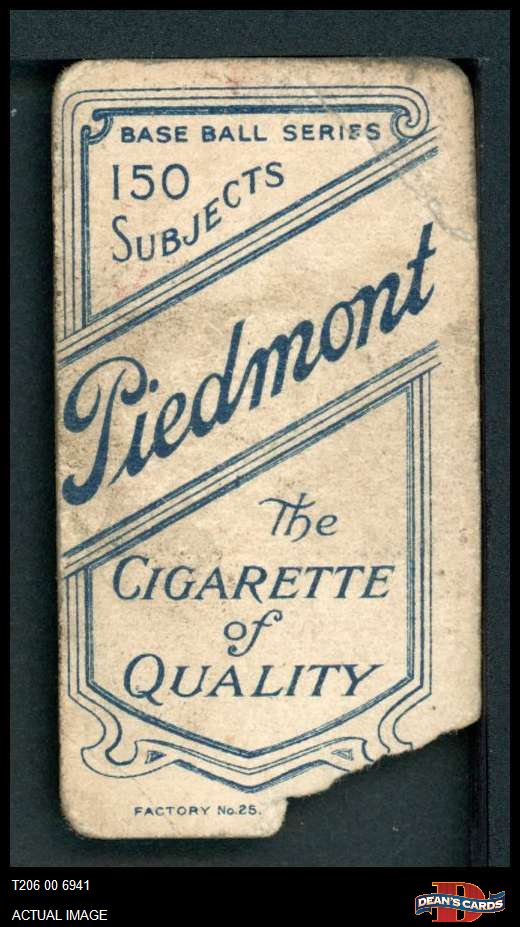 BASE BALL SERIES
150
SUBJECTS
Piedmont
The
CIGARETTE
of
QUALITY
FACTORY No.25.
T206 00 6941
ACTUAL IMAGE
D
DEAN'S CARDS